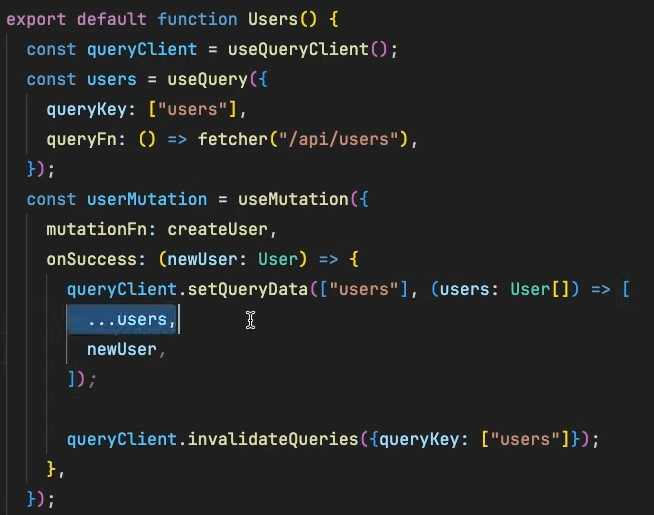 export default function Users() {
const queryClient = useQueryClient();
const users = useQuery({
queryKey: ["users"],
queryFn: () => fetcher("/api/users"),
});
const userMutation = useMutation({
mutationFn: createUser,
onSuccess: (newUser: User) => {
queryClient.setQueryData(["users"], (users: User[]) => [
...users,
newUser,
]);
queryClient.invalidateQueries({queryKey: ["users"]});
},
});